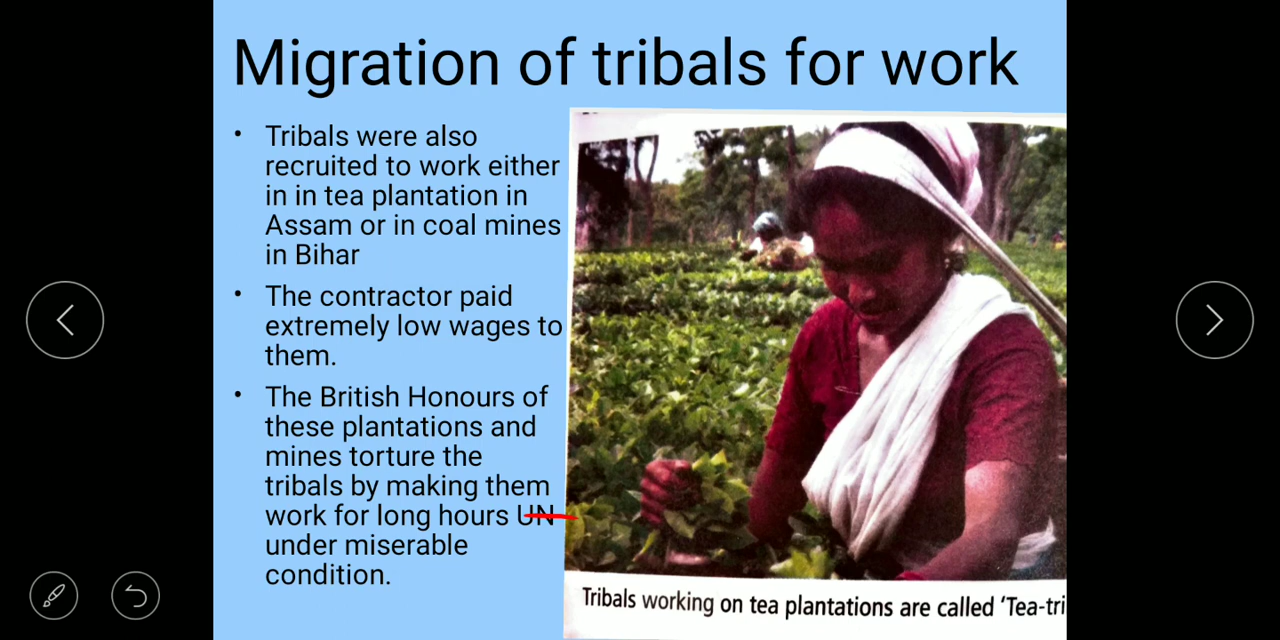 Migration of tribals for work
• Tribals were also
recruited to work either
in in tea plantation in
Assam or in coal mines
in Bihar
• The contractor paid
extremely low wages to
them.
• The British Honours of
these plantations and
mines torture the
tribals by making them
work for long hours UN
under miserable
condition.
Tribals working on tea plantations are called ‘Tea-tri